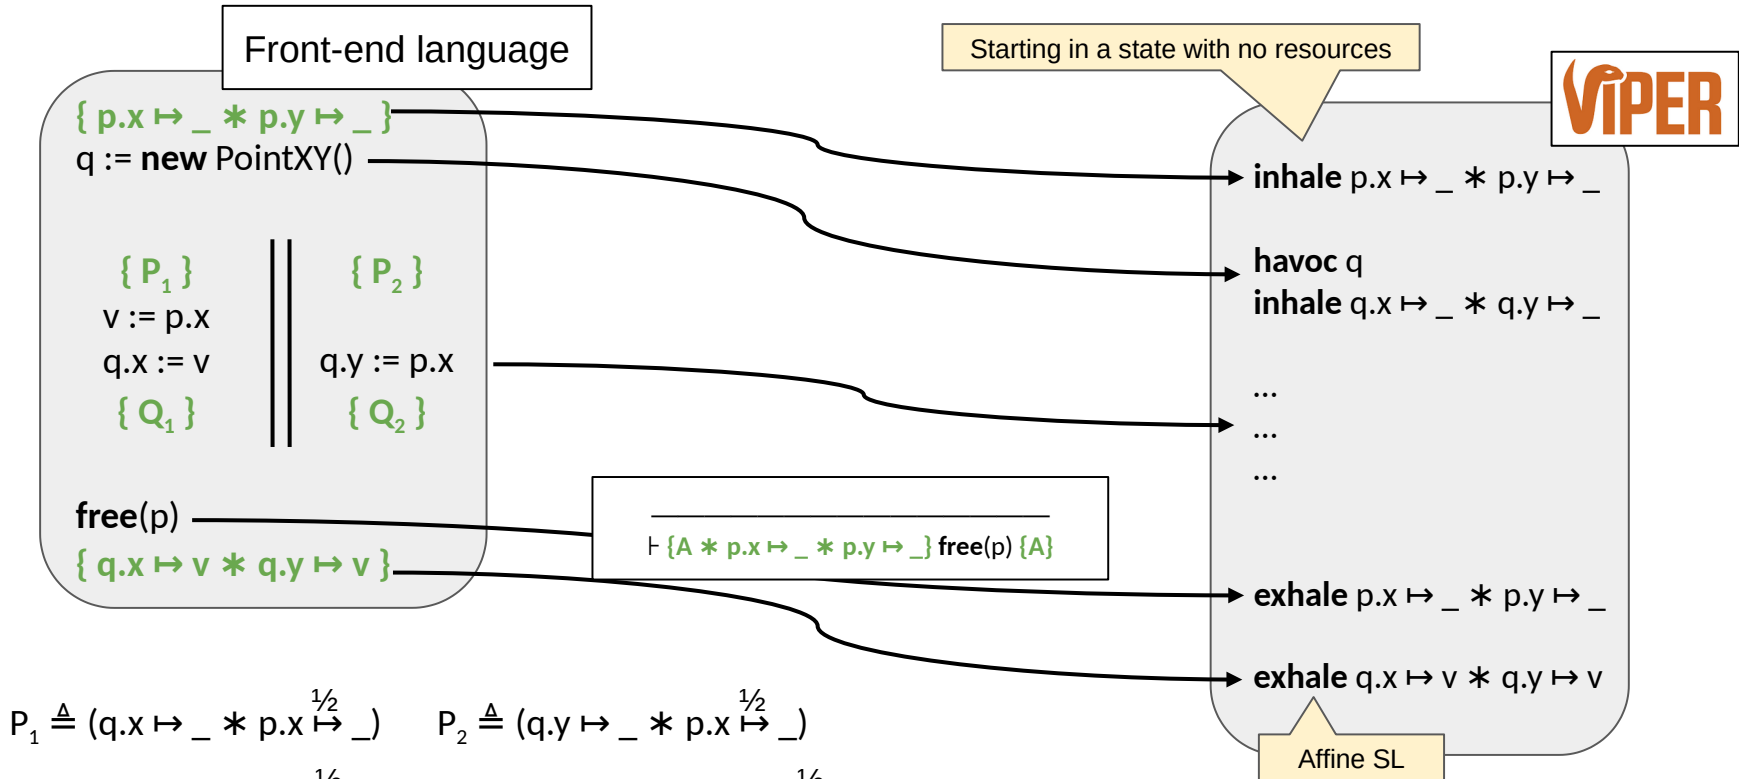 Front-end language
{ p.x ↦ _ ∗ p.y ↦ _ }
q := new PointXY()
{ P₁ } { P₂ }
v := p.x
q.x := v q.y := p.x
{ Q₁ } { Q₂ }
free(p)
{ q.x ↦ v ∗ q.y ↦ v }
⊢ {A ∗ p.x ↦ _ ∗ p.y ↦ _} free(p) {A}
Starting in a state with no resources
VIPER
inhale p.x ↦ _ ∗ p.y ↦ _
havoc q
inhale q.x ↦ _ ∗ q.y ↦ _
...
...
...
exhale p.x ↦ _ ∗ p.y ↦ _
exhale q.x ↦ v ∗ q.y ↦ v
Affine SL
½ ½
P₁ ≜ (q.x ↦ _ ∗ p.x ↦ _) P₂ ≜ (q.y ↦ _ ∗ p.x ↦ _)